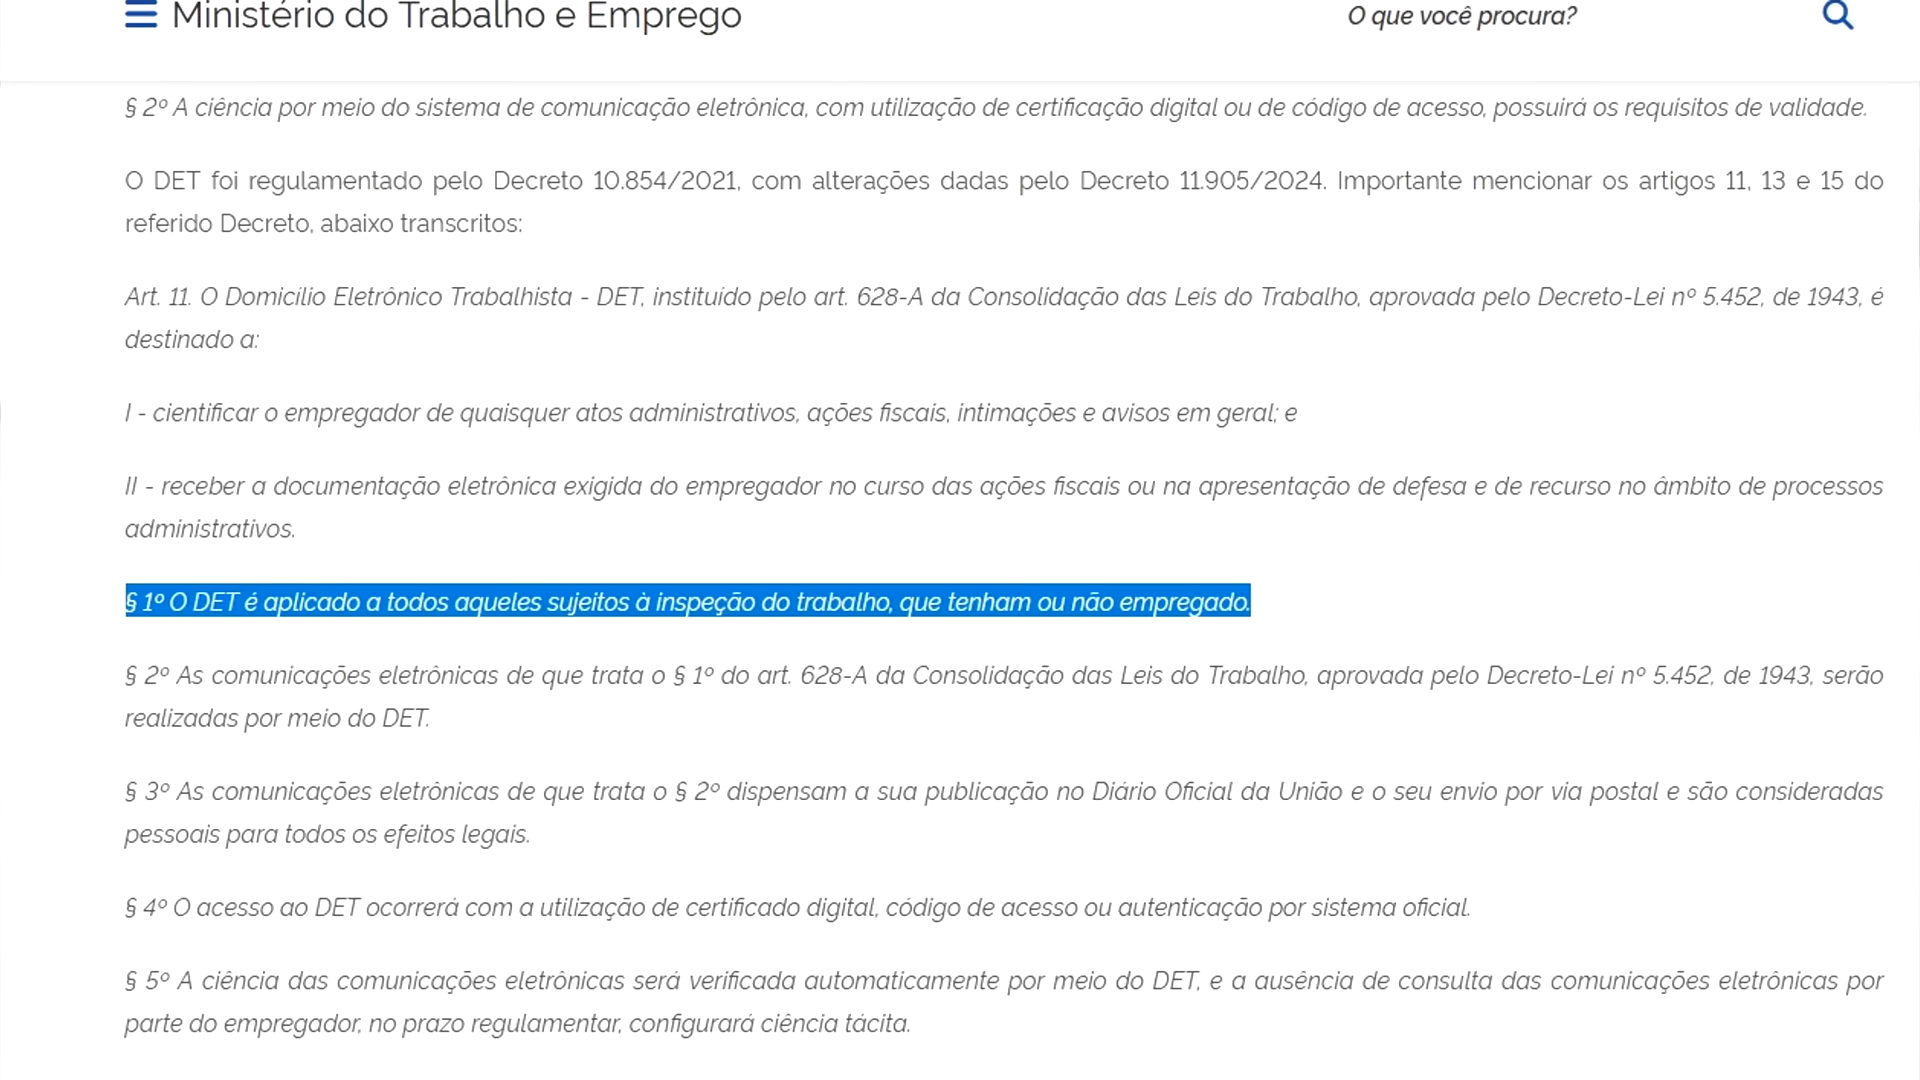 Ministério do Trabalho e Emprego
O que você procura?
§ 2º A ciência por meio do sistema de comunicação eletrônica, com utilização de certificação digital ou de código de acesso, possuirá os requisitos de validade.
O DET foi regulamentado pelo Decreto 10.854/2021, com alterações dadas pelo Decreto 11.905/2024. Importante mencionar os artigos 11, 13 e 15 do
referido Decreto, abaixo transcritos:
Art. 11. O Domicílio Eletrônico Trabalhista - DET, instituído pelo art. 628-A da Consolidação das Leis do Trabalho, aprovada pelo Decreto-Lei nº 5.452, de 1943, é
destinado a:
I - cientificar o empregador de quaisquer atos administrativos, ações fiscais, intimações e avisos em geral; e
II - receber a documentação eletrônica exigida do empregador no curso das ações fiscais ou na apresentação de defesa e de recurso no âmbito de processos
administrativos.
§ 1º O DET é aplicado a todos aqueles sujeitos à inspeção do trabalho, que tenham ou não empregado.
§ 2º As comunicações eletrônicas de que trata o § 1º do art. 628-A da Consolidação das Leis do Trabalho, aprovada pelo Decreto-Lei nº 5.452, de 1943, serão
realizadas por meio do DET.
§ 3º As comunicações eletrônicas de que trata o § 2º dispensam a sua publicação no Diário Oficial da União e o seu envio por via postal e são consideradas
pessoais para todos os efeitos legais.
§ 4º O acesso ao DET ocorrerá com a utilização de certificado digital, código de acesso ou autenticação por sistema oficial.
§ 5º A ciência das comunicações eletrônicas será verificada automaticamente por meio do DET, e a ausência de consulta das comunicações eletrônicas por
parte do empregador, no prazo regulamentar, configurará ciência tácita.